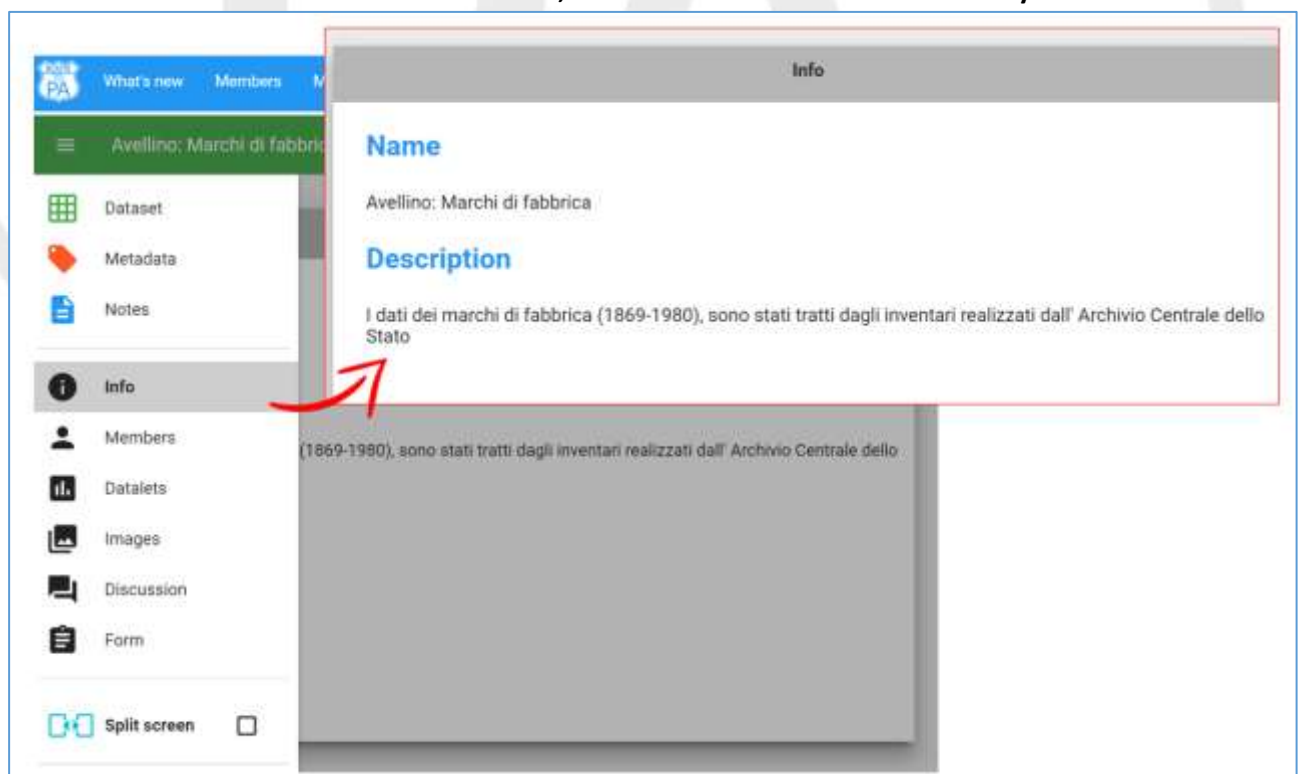 PA
What's new Members M
Avellino: Marchi di fabbric
Dataset
Metadata
Notes
Info
Members
Datalets
Images
Discussion
Form
Split screen
Info
Name
Avellino: Marchi di fabbrica
Description
I dati dei marchi di fabbrica (1869-1980), sono stati tratti dagli inventari realizzati dall' Archivio Centrale dello
Stato
(1869-1980), sono stati tratti dagli inventari realizzati dall' Archivio Centrale dello